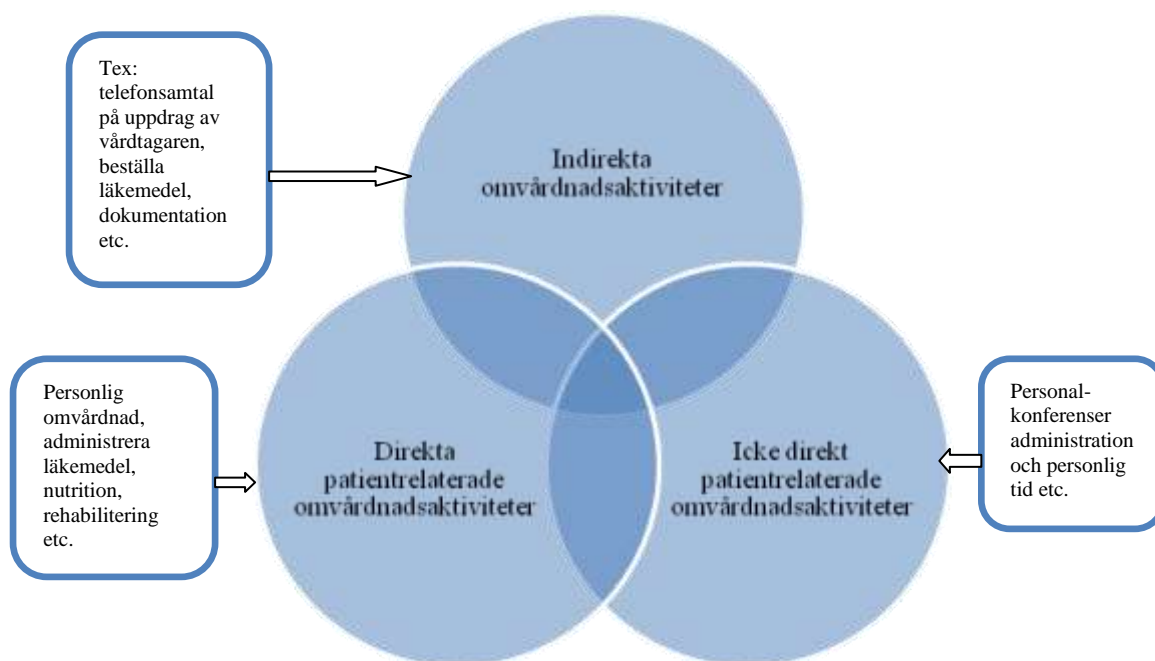 Tex:
telefonsamtal
på uppdrag av
vårdtagaren,
beställa
läkemedel,
dokumentation
etc.
Indirekta
omvårdnadsaktiviteter
Personlig
omvårdnad,
administrera
läkemedel,
nutrition,
rehabilitering
etc.
Direkta
patientrelaterade
omvårdnadsaktiviteter
Icke direkt
patientrelaterade
omvårdnadsaktiviteter
Personal-
konferenser
administration
och personlig
tid etc.